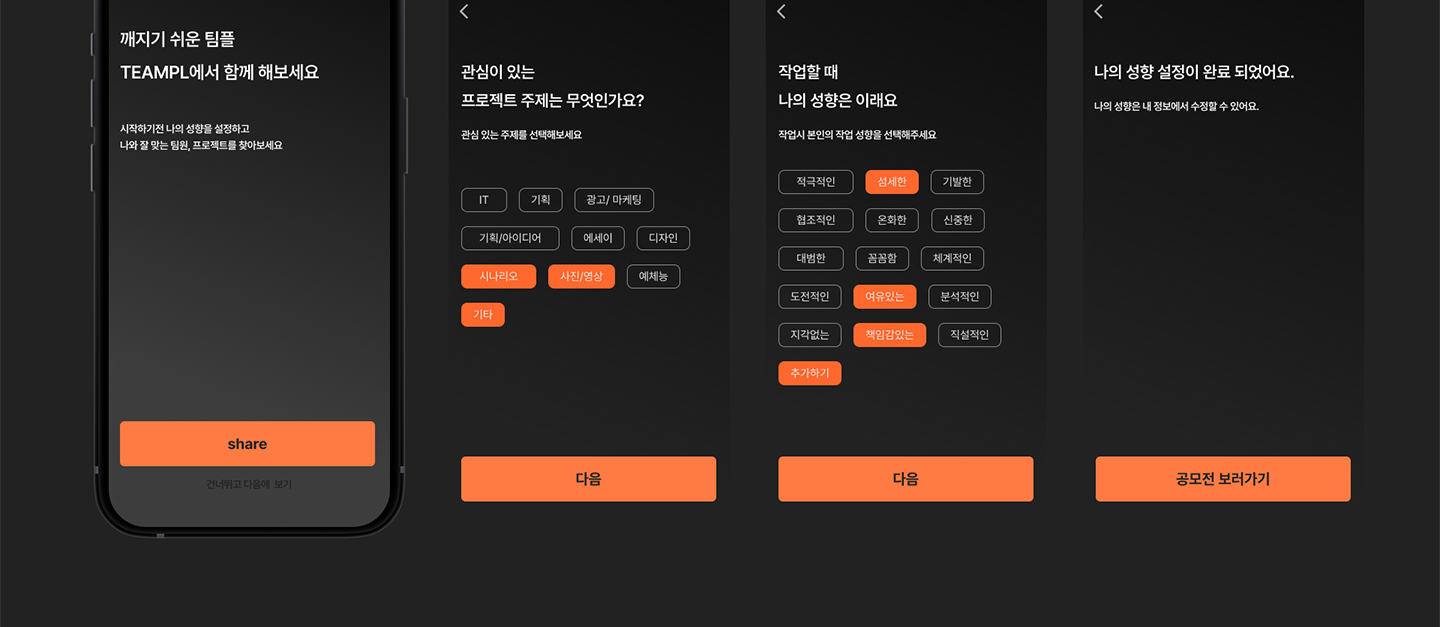 깨지기 쉬운 팀플
TEAMPL에서 함께 해보세요
시작하기전 나의 성향을 설정하고
나와 잘 맞는 팀원, 프로젝트를 찾아보세요
share
건너뛰고 다음에 보기
관심이 있는
프로젝트 주제는 무엇인가요?
관심 있는 주제를 선택해보세요
IT 기획 광고/ 마케팅
기획/아이디어 에세이 디자인
시나리오 사진/영상 예체능
기타
다음
작업할 때
나의 성향은 이래요
작업시 본인의 작업 성향을 선택해주세요
적극적인 섬세한 기발한
협조적인 온화한 신중한
대범한 꼼꼼함 체계적인
도전적인 여유있는 분석적인
지각없는 책임감있는 직설적인
추가하기
다음
나의 성향 설정이 완료 되었어요.
나의 성향은 내 정보에서 수정할 수 있어요.
공모전 보러가기